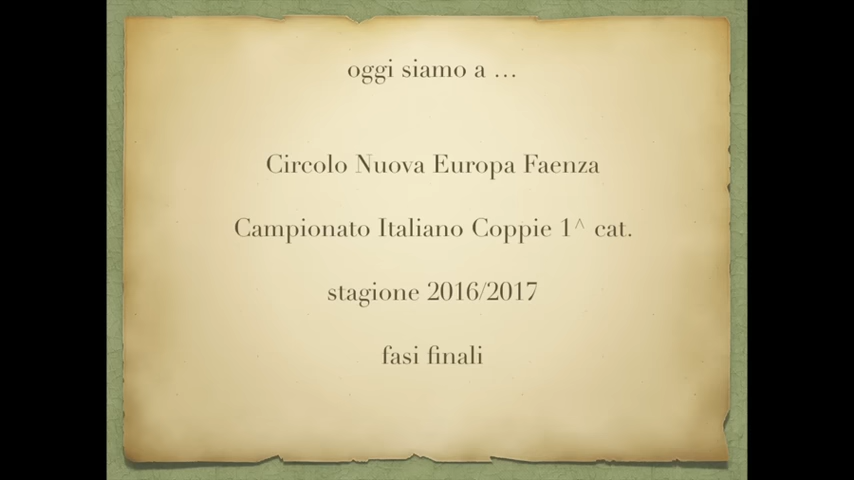 oggi siamo a ...
Circolo Nuova Europa Faenza
Campionato Italiano Coppie 1^ cat.
stagione 2016/2017
fasi finali